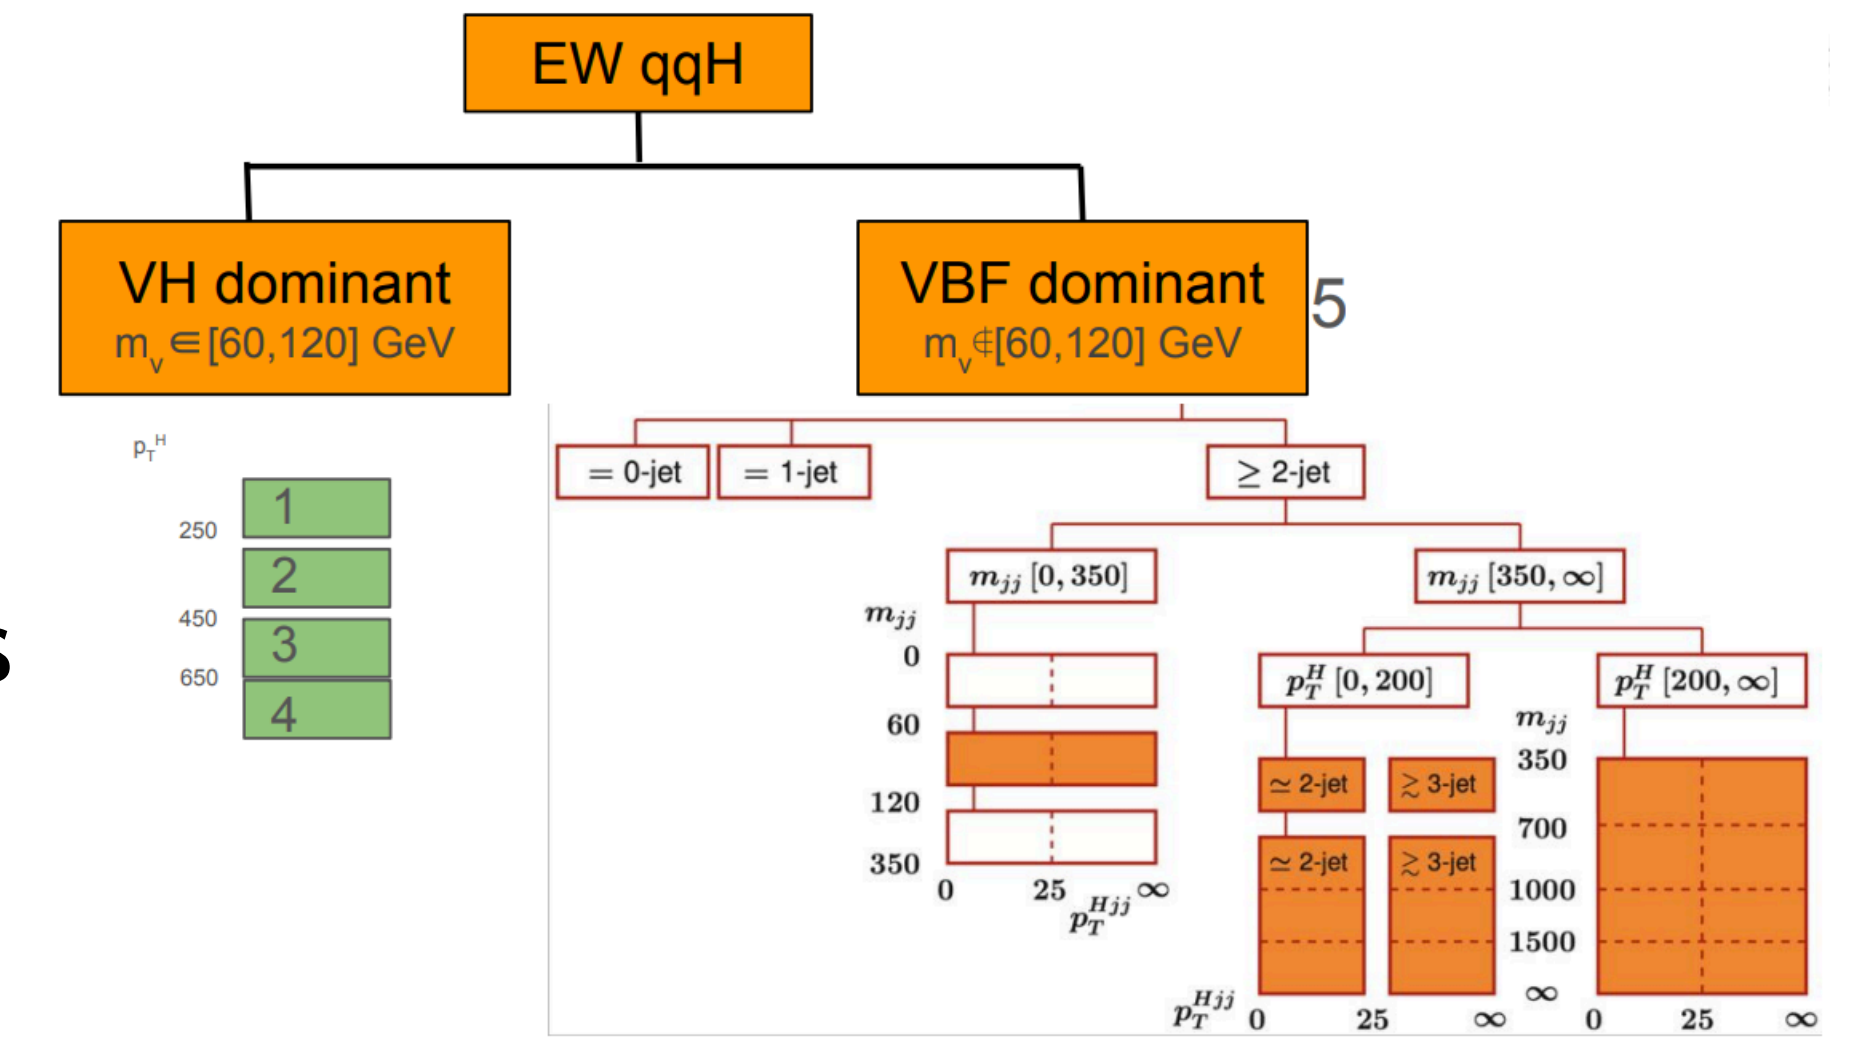 EW qqH
VH dominant
m_v ∈ [60,120] GeV
VBF dominant
m_v ∉ [60,120] GeV
5
p_T^H
1
250
2
450
3
650
4
s
= 0-jet
= 1-jet
≥ 2-jet
m_jj [0, 350]
m_jj [350, ∞]
m_jj
0
60
120
350
0 25 ∞
p_T^Hjj
p_T^H [0, 200]
p_T^H [200, ∞]
m_jj
350
700
1000
1500
∞
≃ 2-jet
≳ 3-jet
≃ 2-jet
≳ 3-jet
p_T^Hjj 0 25 ∞
0 25 ∞